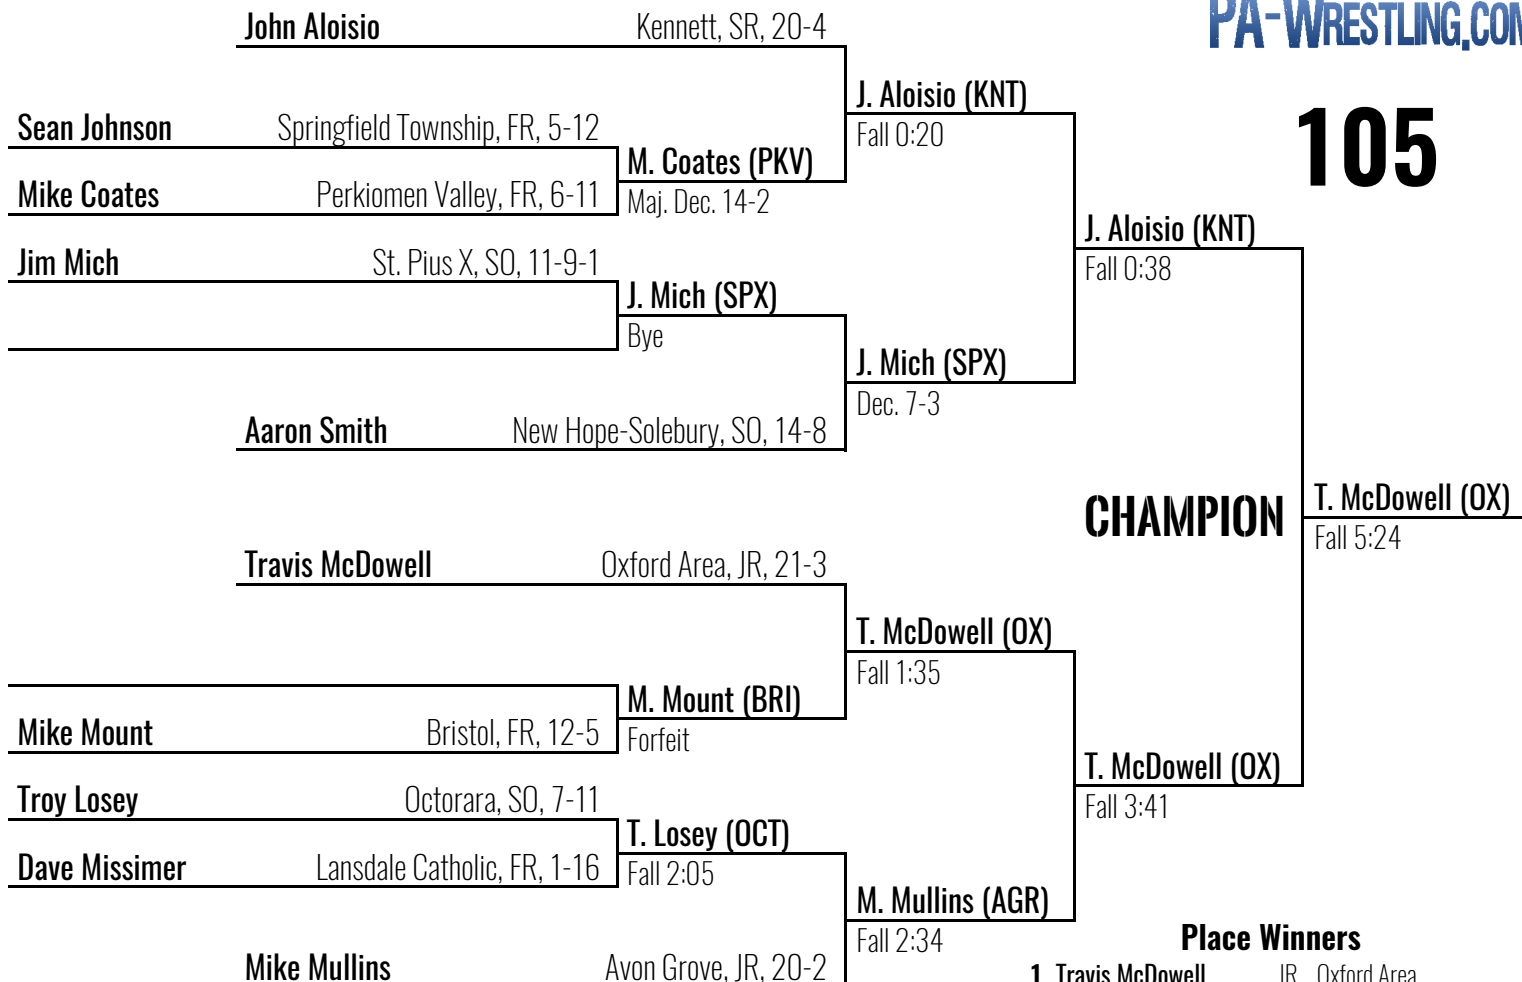 PA-WRESTLING.COM
John Aloisio Kennett, SR, 20-4
J. Aloisio (KNT)
Fall 0:20
105
Sean Johnson Springfield Township, FR, 5-12
M. Coates (PKV)
Maj. Dec. 14-2
Mike Coates Perkiomen Valley, FR, 6-11
J. Aloisio (KNT)
Fall 0:38
Jim Mich St. Pius X, SO, 11-9-1
J. Mich (SPX)
Bye
J. Mich (SPX)
Dec. 7-3
Aaron Smith New Hope-Solebury, SO, 14-8
CHAMPION
T. McDowell (OX)
Fall 5:24
Travis McDowell Oxford Area, JR, 21-3
T. McDowell (OX)
Fall 1:35
M. Mount (BRI)
Forfeit
Mike Mount Bristol, FR, 12-5
T. McDowell (OX)
Fall 3:41
Troy Losey Octorara, SO, 7-11
T. Losey (OCT)
Fall 2:05
Dave Missimer Lansdale Catholic, FR, 1-16
M. Mullins (AGR)
Fall 2:34
Mike Mullins Avon Grove, JR, 20-2
Place Winners
1 Travis McDowell JR Oxford Area